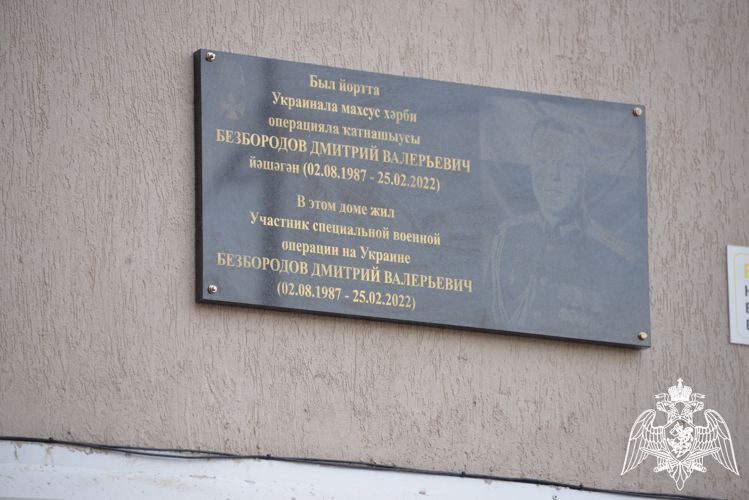 Был йортта
Украинала махсус хәрби
операцияла ҡатнашыусы
БЕЗБОРОДОВ ДМИТРИЙ ВАЛЕРЬЕВИЧ
йәшәгән (02.08.1987 - 25.02.2022)
В этом доме жил
Участник специальной военной
операции на Украине
БЕЗБОРОДОВ ДМИТРИЙ ВАЛЕРЬЕВИЧ
(02.08.1987 - 25.02.2022)